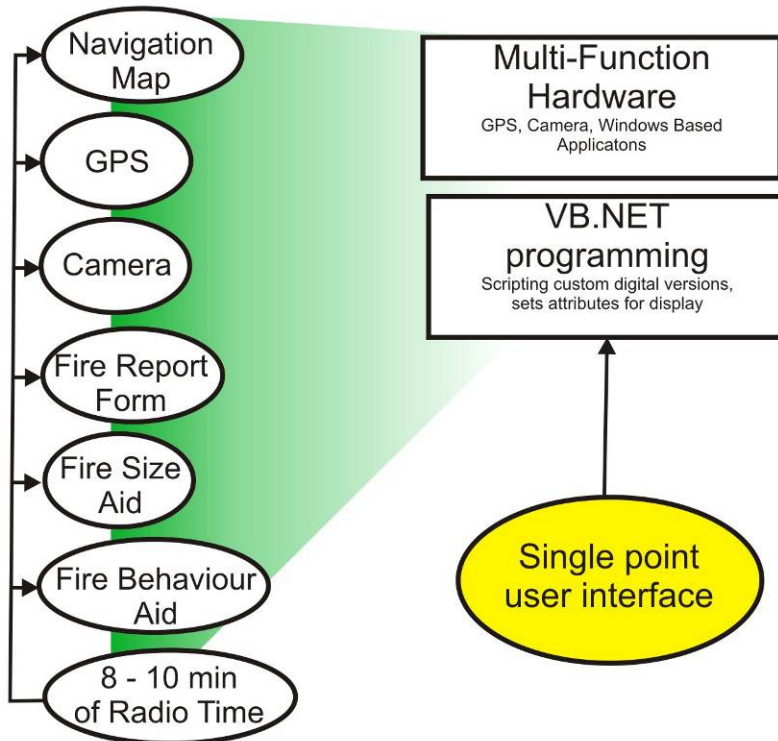 Navigation
Map
GPS
Camera
Fire Report
Form
Fire Size
Aid
Fire Behaviour
Aid
8 - 10 min
of Radio Time
Multi-Function
Hardware
GPS, Camera, Windows Based
Applicatons
VB.NET
programming
Scripting custom digital versions,
sets attributes for display
Single point
user interface